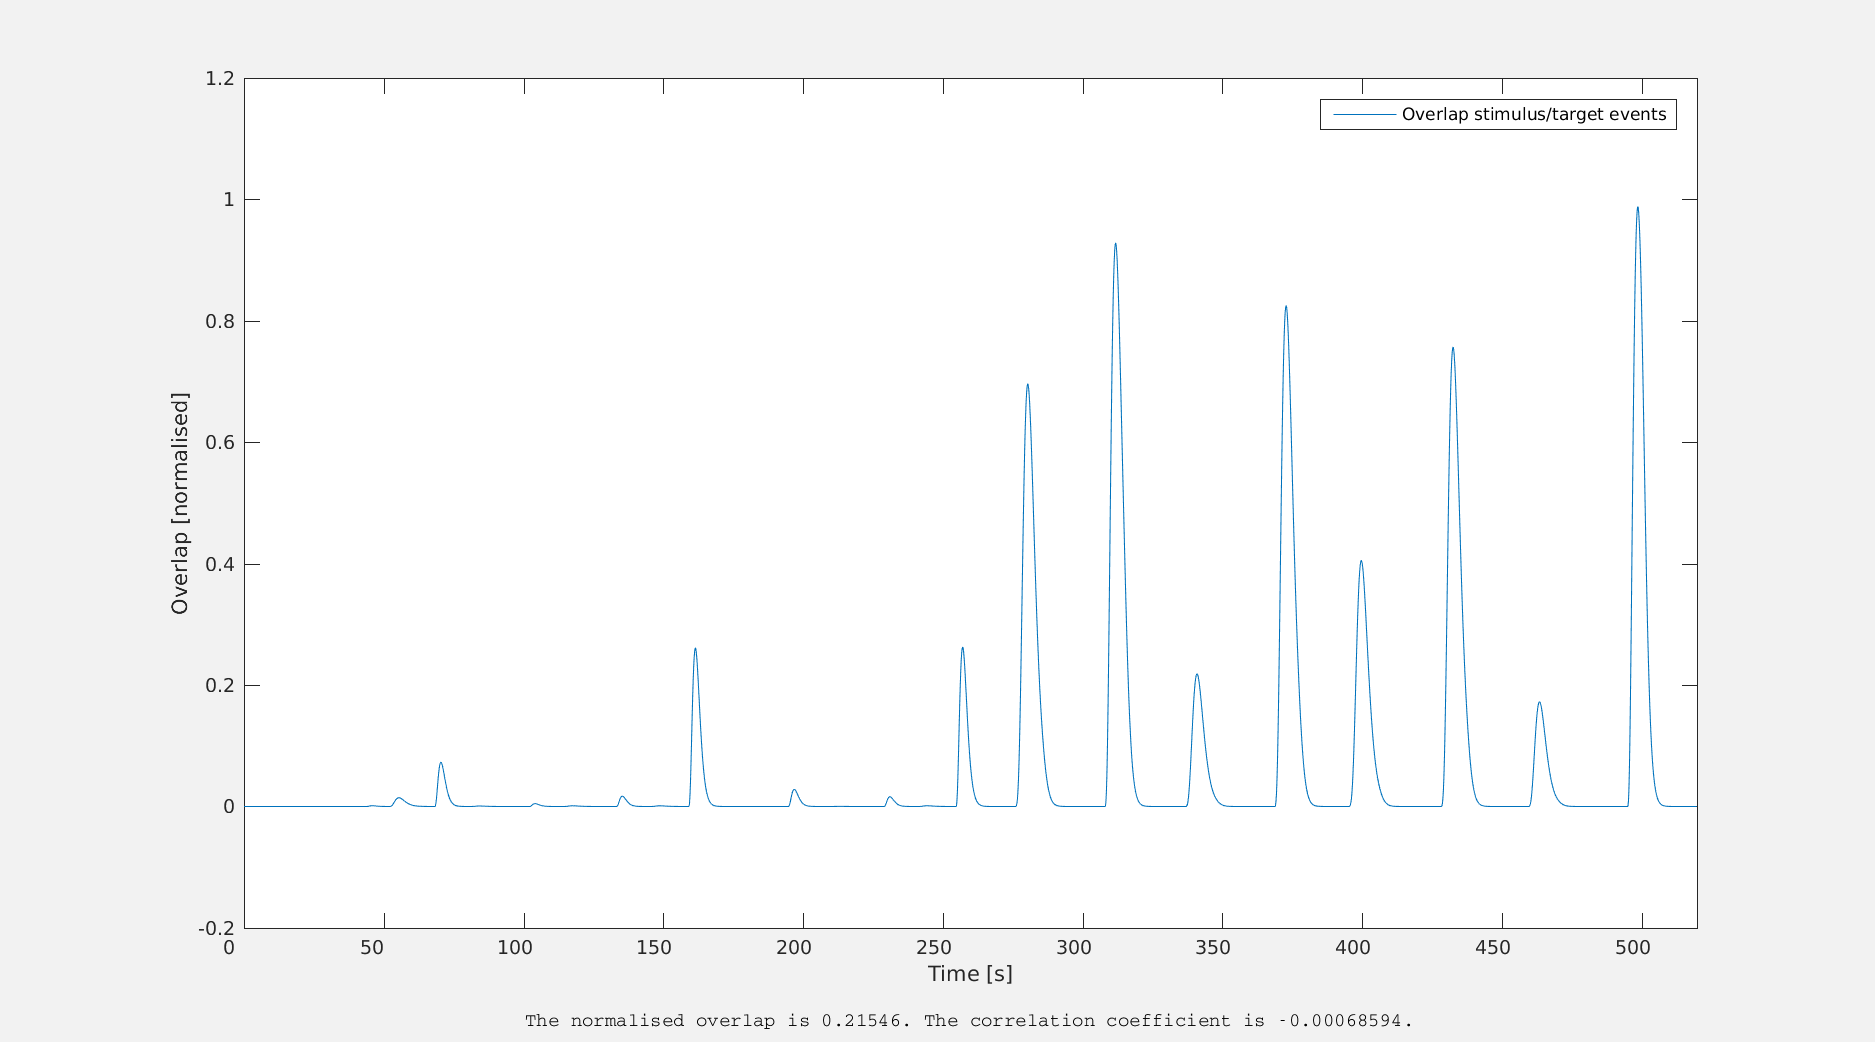 1.2
Overlap stimulus/target events
1
0.8
0.6
0.4
0.2
0
-0.2
Overlap [normalised]
0 50 100 150 200 250 300 350 400 450 500
Time [s]
The normalised overlap is 0.21546. The correlation coefficient is -0.00068594.